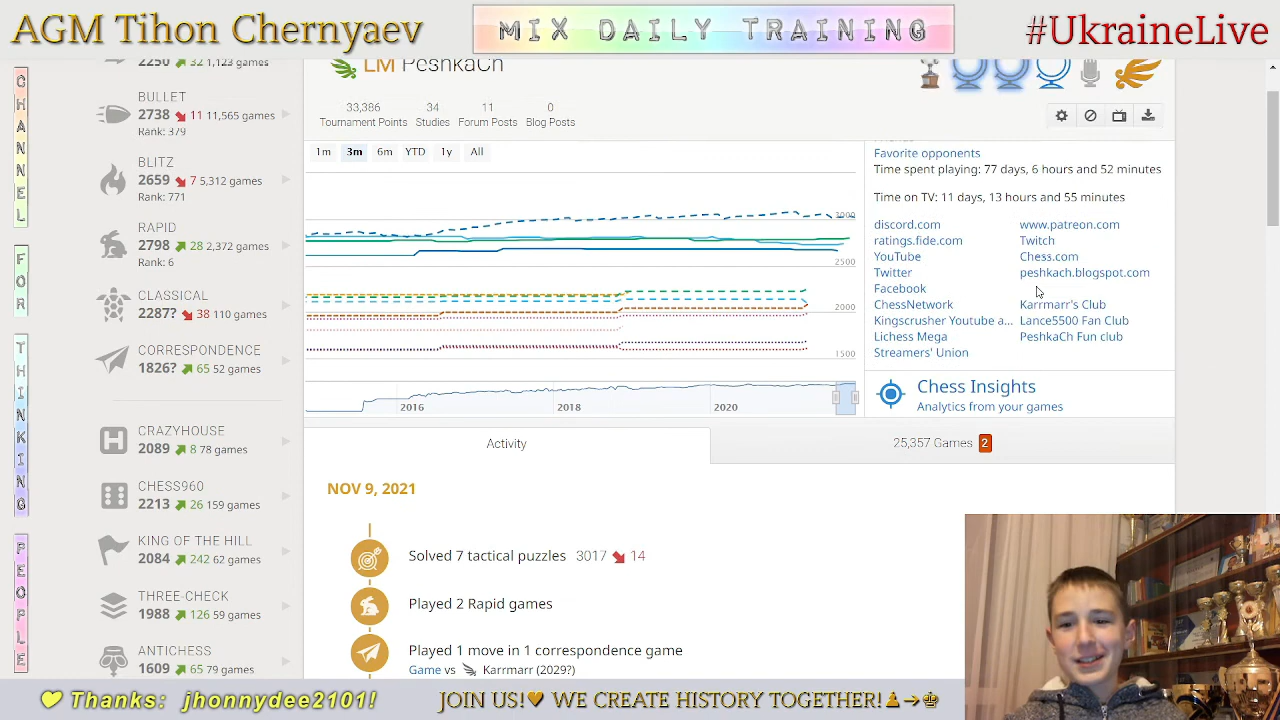 AGM Tihon Chernyaev
MIX DAILY TRAINING
#UkraineLive
CHANNEL
FOR
THINKING
PEOPLE
2250 32 1,123 games
BULLET
2738 11 11,565 games
Rank: 379
BLITZ
2659 7 5,312 games
Rank: 771
RAPID
2798 28 2,372 games
Rank: 6
CLASSICAL
2287? 38 110 games
CORRESPONDENCE
1826? 65 52 games
CRAZYHOUSE
2089 8 78 games
CHESS960
2213 26 159 games
KING OF THE HILL
2084 242 62 games
THREE-CHECK
1988 126 59 games
ANTICHESS
1609 65 79 games
LM PeshkaCh
33,386 34 11 0
Tournament Points Studies Forum Posts Blog Posts
1m 3m 6m YTD 1y All
3000
2500
2000
1500
2016 2018 2020
Favorite opponents
Time spent playing: 77 days, 6 hours and 52 minutes
Time on TV: 11 days, 13 hours and 55 minutes
discord.com www.patreon.com
ratings.fide.com Twitch
YouTube Chess.com
Twitter peshkach.blogspot.com
Facebook
ChessNetwork Karrmarr's Club
Kingscrusher Youtube a... Lance5500 Fan Club
Lichess Mega PeshkaCh Fun club
Streamers' Union
Chess Insights
Analytics from your games
Activity
25,357 Games 2
NOV 9, 2021
Solved 7 tactical puzzles 3017 14
Played 2 Rapid games
Played 1 move in 1 correspondence game
Game vs Karrmarr (2029?)
Thanks: jhonnydee2101!
JOIN US! WE CREATE HISTORY TOGETHER!